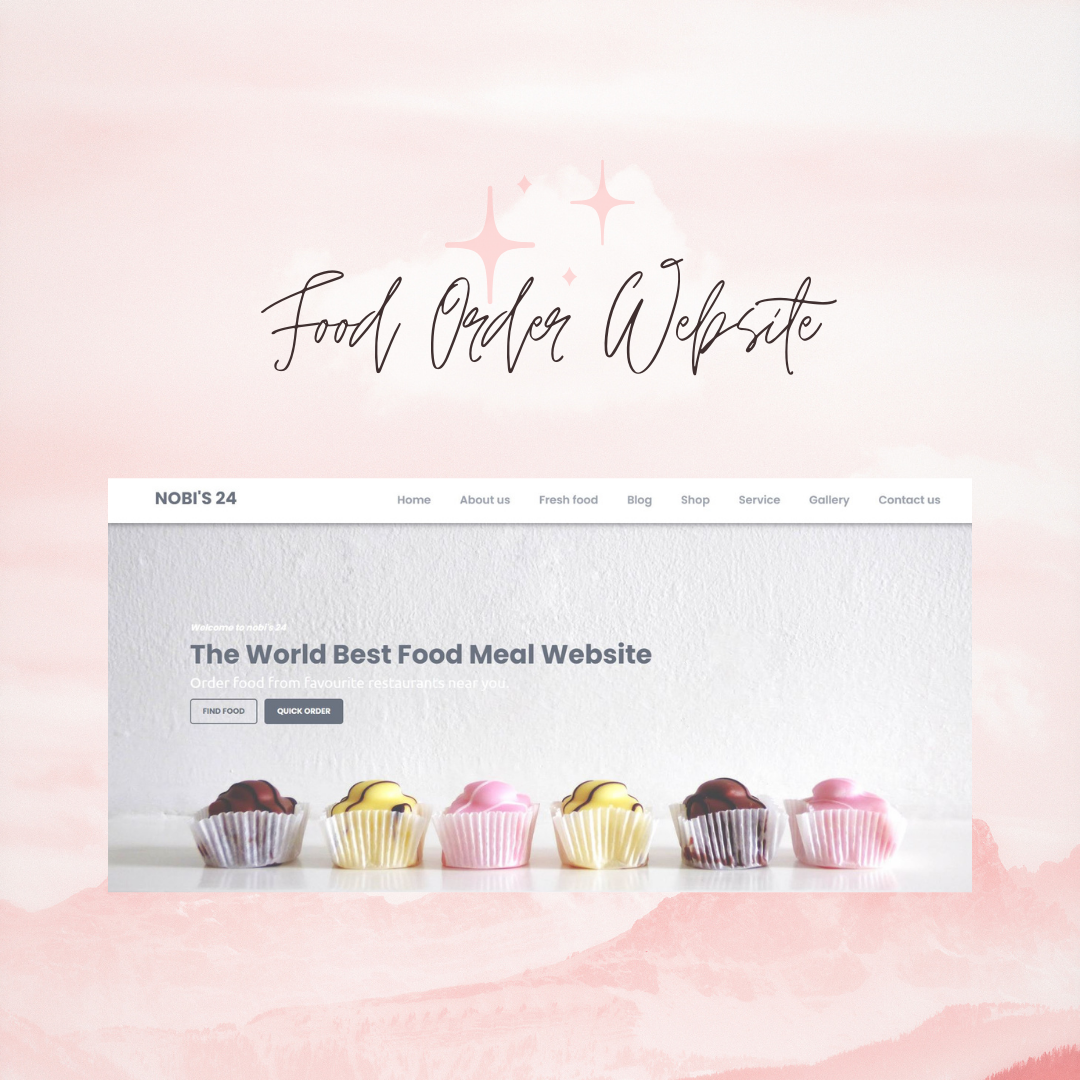 Food Order Website
NOBI'S 24
Home About us Fresh food Blog Shop Service Gallery Contact us
Welcome to nobi's 24
The World Best Food Meal Website
Order food from favourite restaurants near you.
FIND FOOD QUICK ORDER